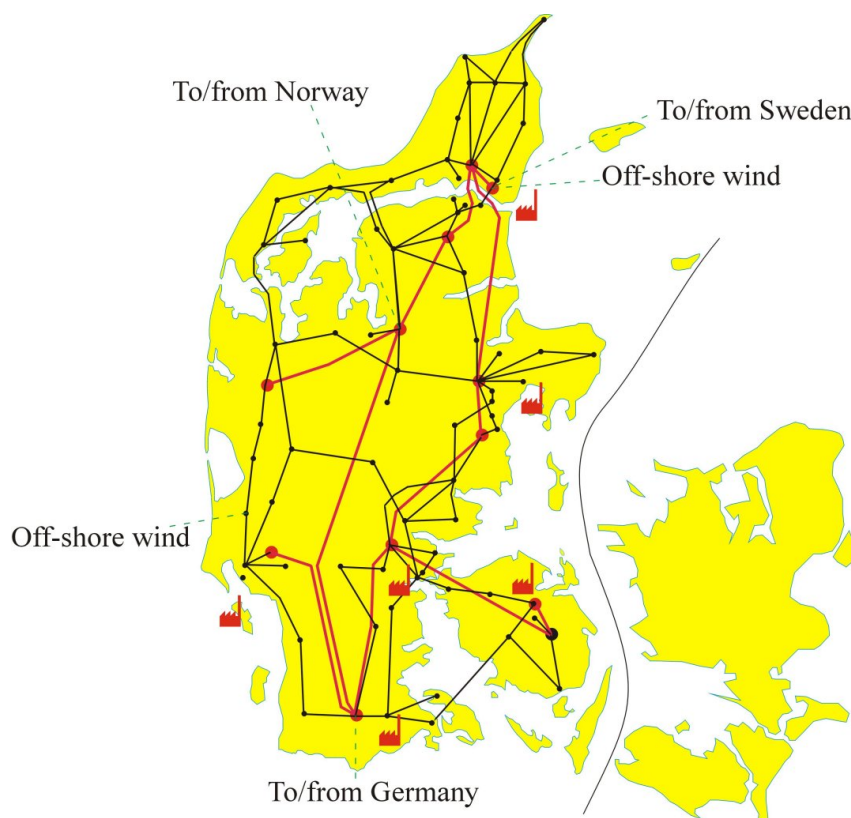 To/from Norway
To/from Sweden
Off-shore wind
Off-shore wind
To/from Germany